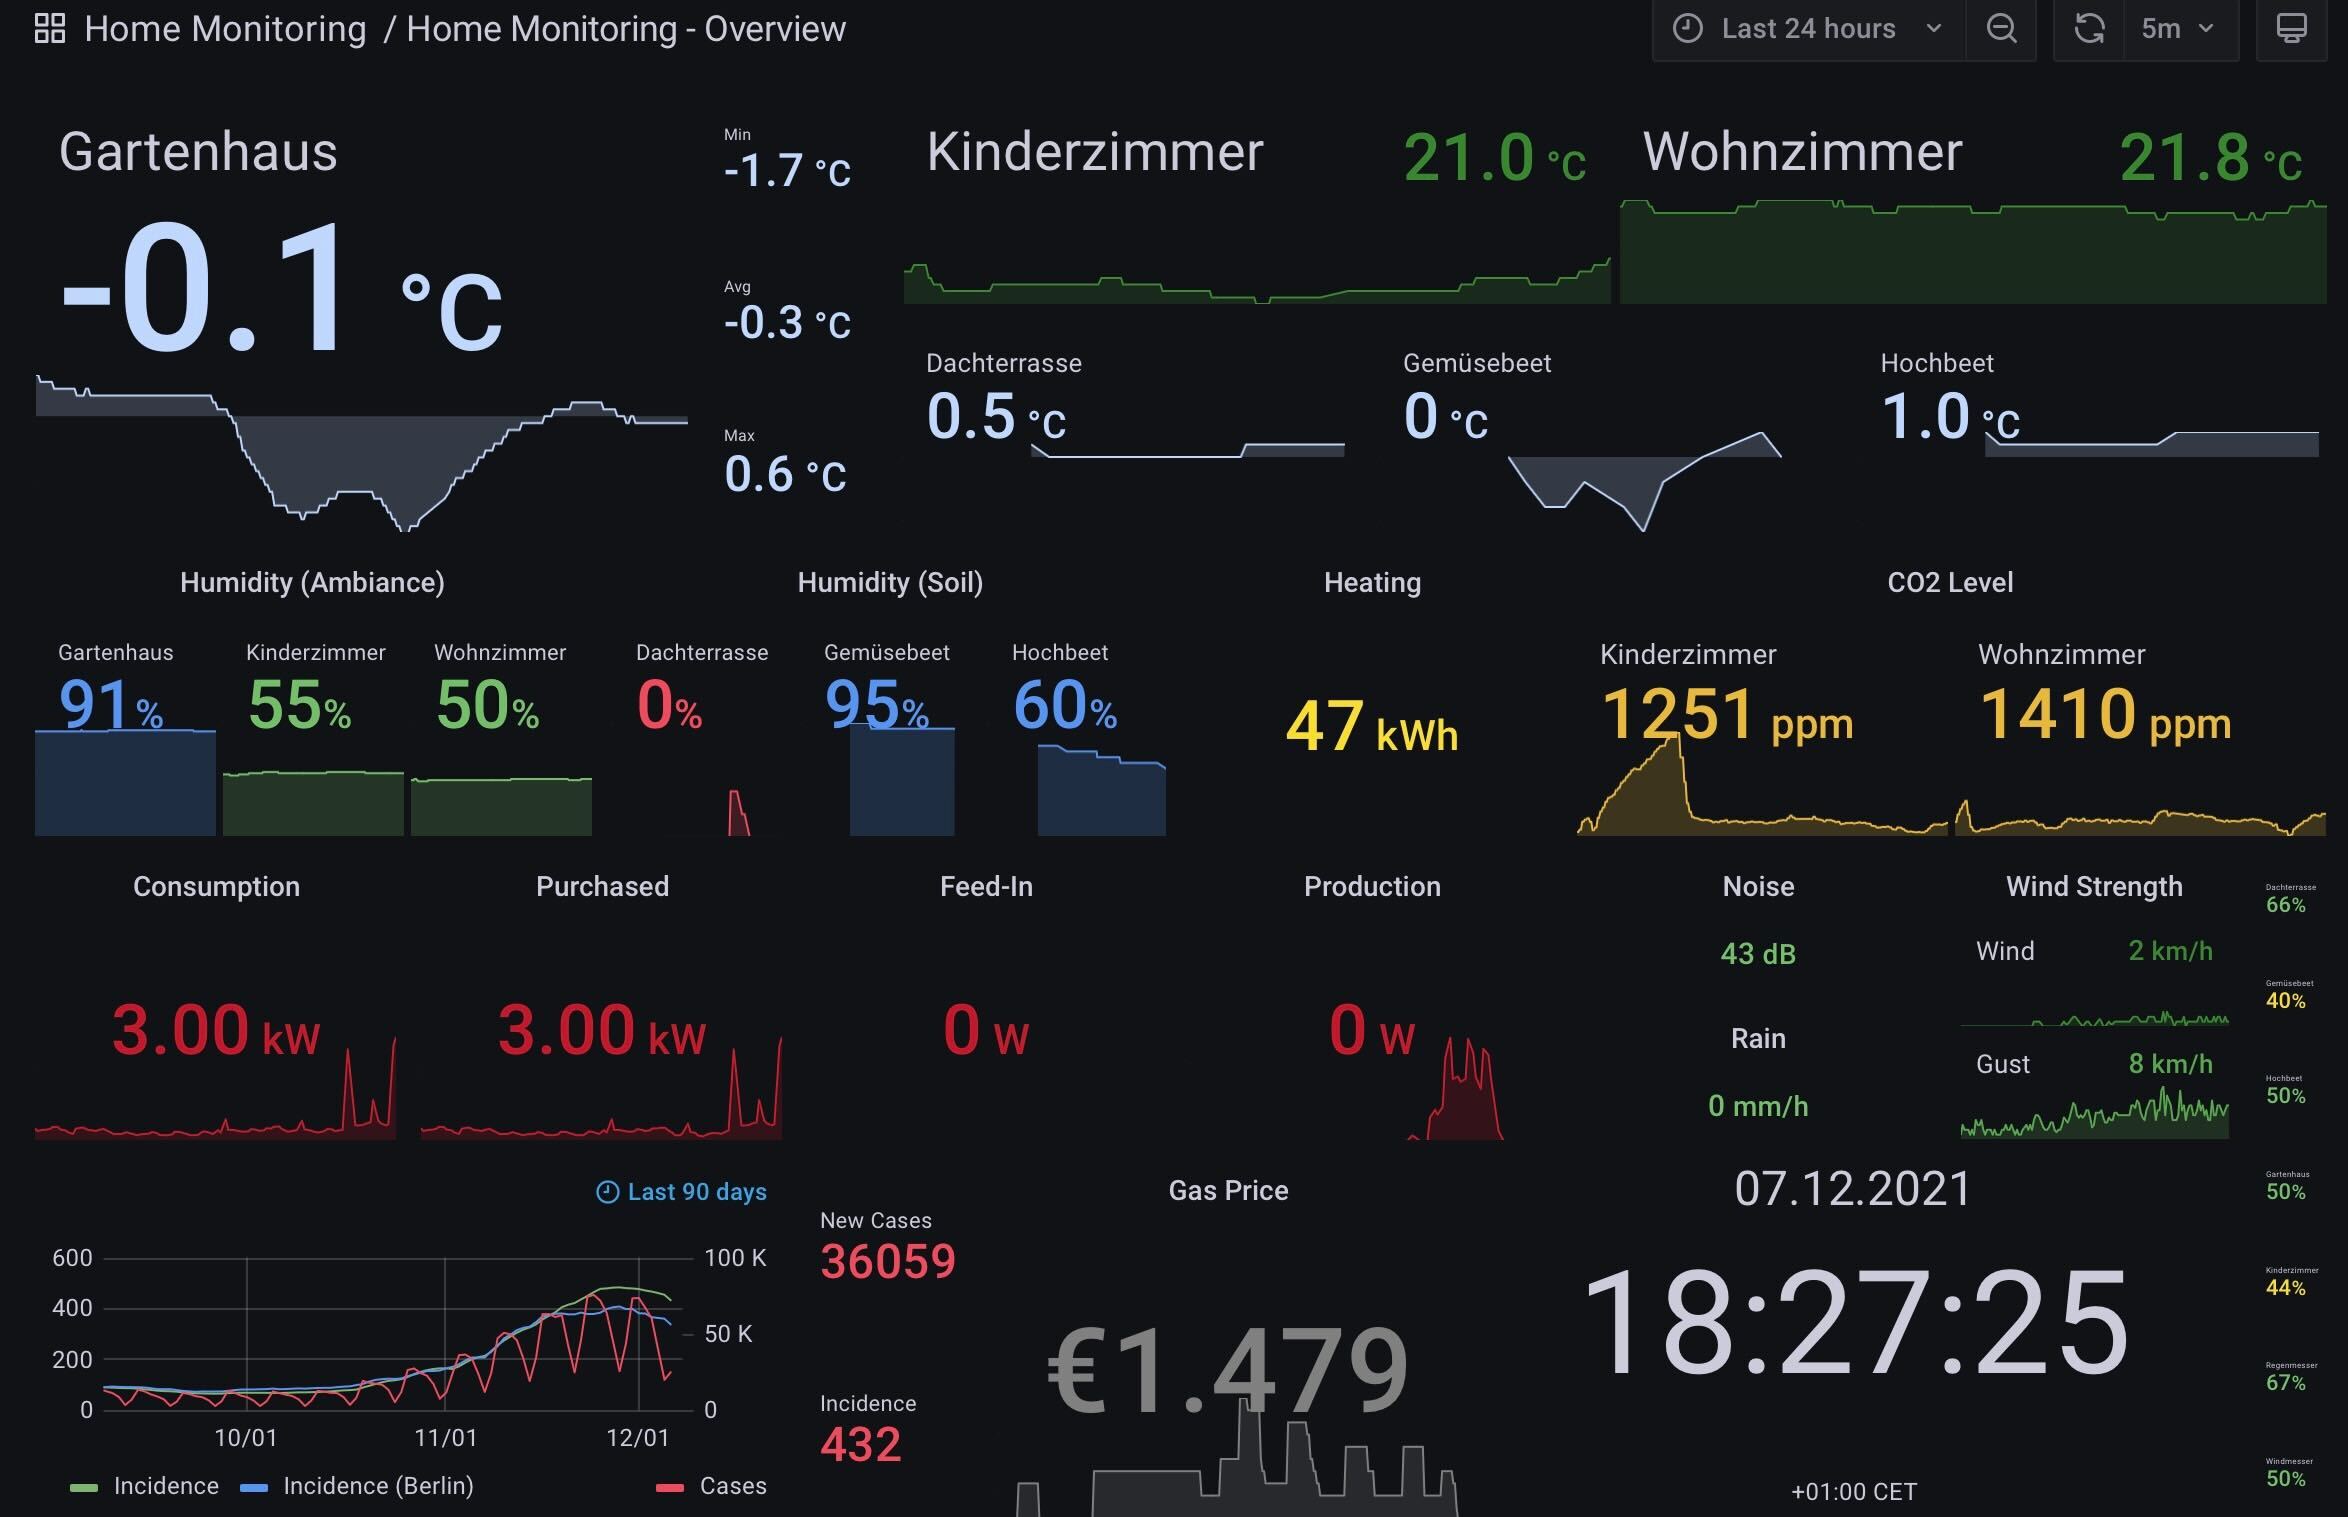 Home Monitoring / Home Monitoring - Overview
Last 24 hours
5m
Gartenhaus
-0.1 °C
Min
-1.7 °C
Avg
-0.3 °C
Max
0.6 °C
Kinderzimmer
21.0 °C
Wohnzimmer
21.8 °C
Dachterrasse
0.5 °C
Gemüsebeet
0 °C
Hochbeet
1.0 °C
Humidity (Ambiance)
Gartenhaus
91%
Kinderzimmer
55%
Wohnzimmer
50%
Humidity (Soil)
Dachterrasse
0%
Gemüsebeet
95%
Hochbeet
60%
Heating
47 kWh
CO2 Level
Kinderzimmer
1251 ppm
Wohnzimmer
1410 ppm
Consumption
3.00 kW
Purchased
3.00 kW
Feed-In
0 W
Production
0 W
Noise
43 dB
Rain
0 mm/h
Wind Strength
Wind 2 km/h
Gust 8 km/h
Dachterrasse
66%
Gemüsebeet
40%
Hochbeet
50%
Gartenhaus
50%
Kinderzimmer
44%
Regenmesser
67%
Windmesser
50%
Last 90 days
600
400
200
0
100 K
50 K
0
10/01 11/01 12/01
Incidence Incidence (Berlin) Cases
New Cases
36059
Incidence
432
Gas Price
€1.479
07.12.2021
18:27:25
+01:00 CET